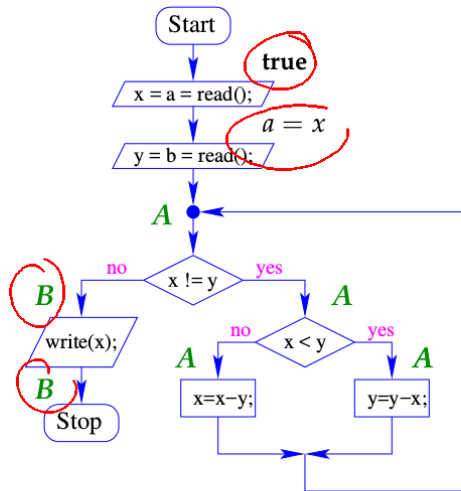 Start
true
x = a = read();
a = x
y = b = read();
A
no
x != y
yes
B
A
write(x);
no
x < y
yes
A
A
B
x=x−y;
y=y−x;
Stop